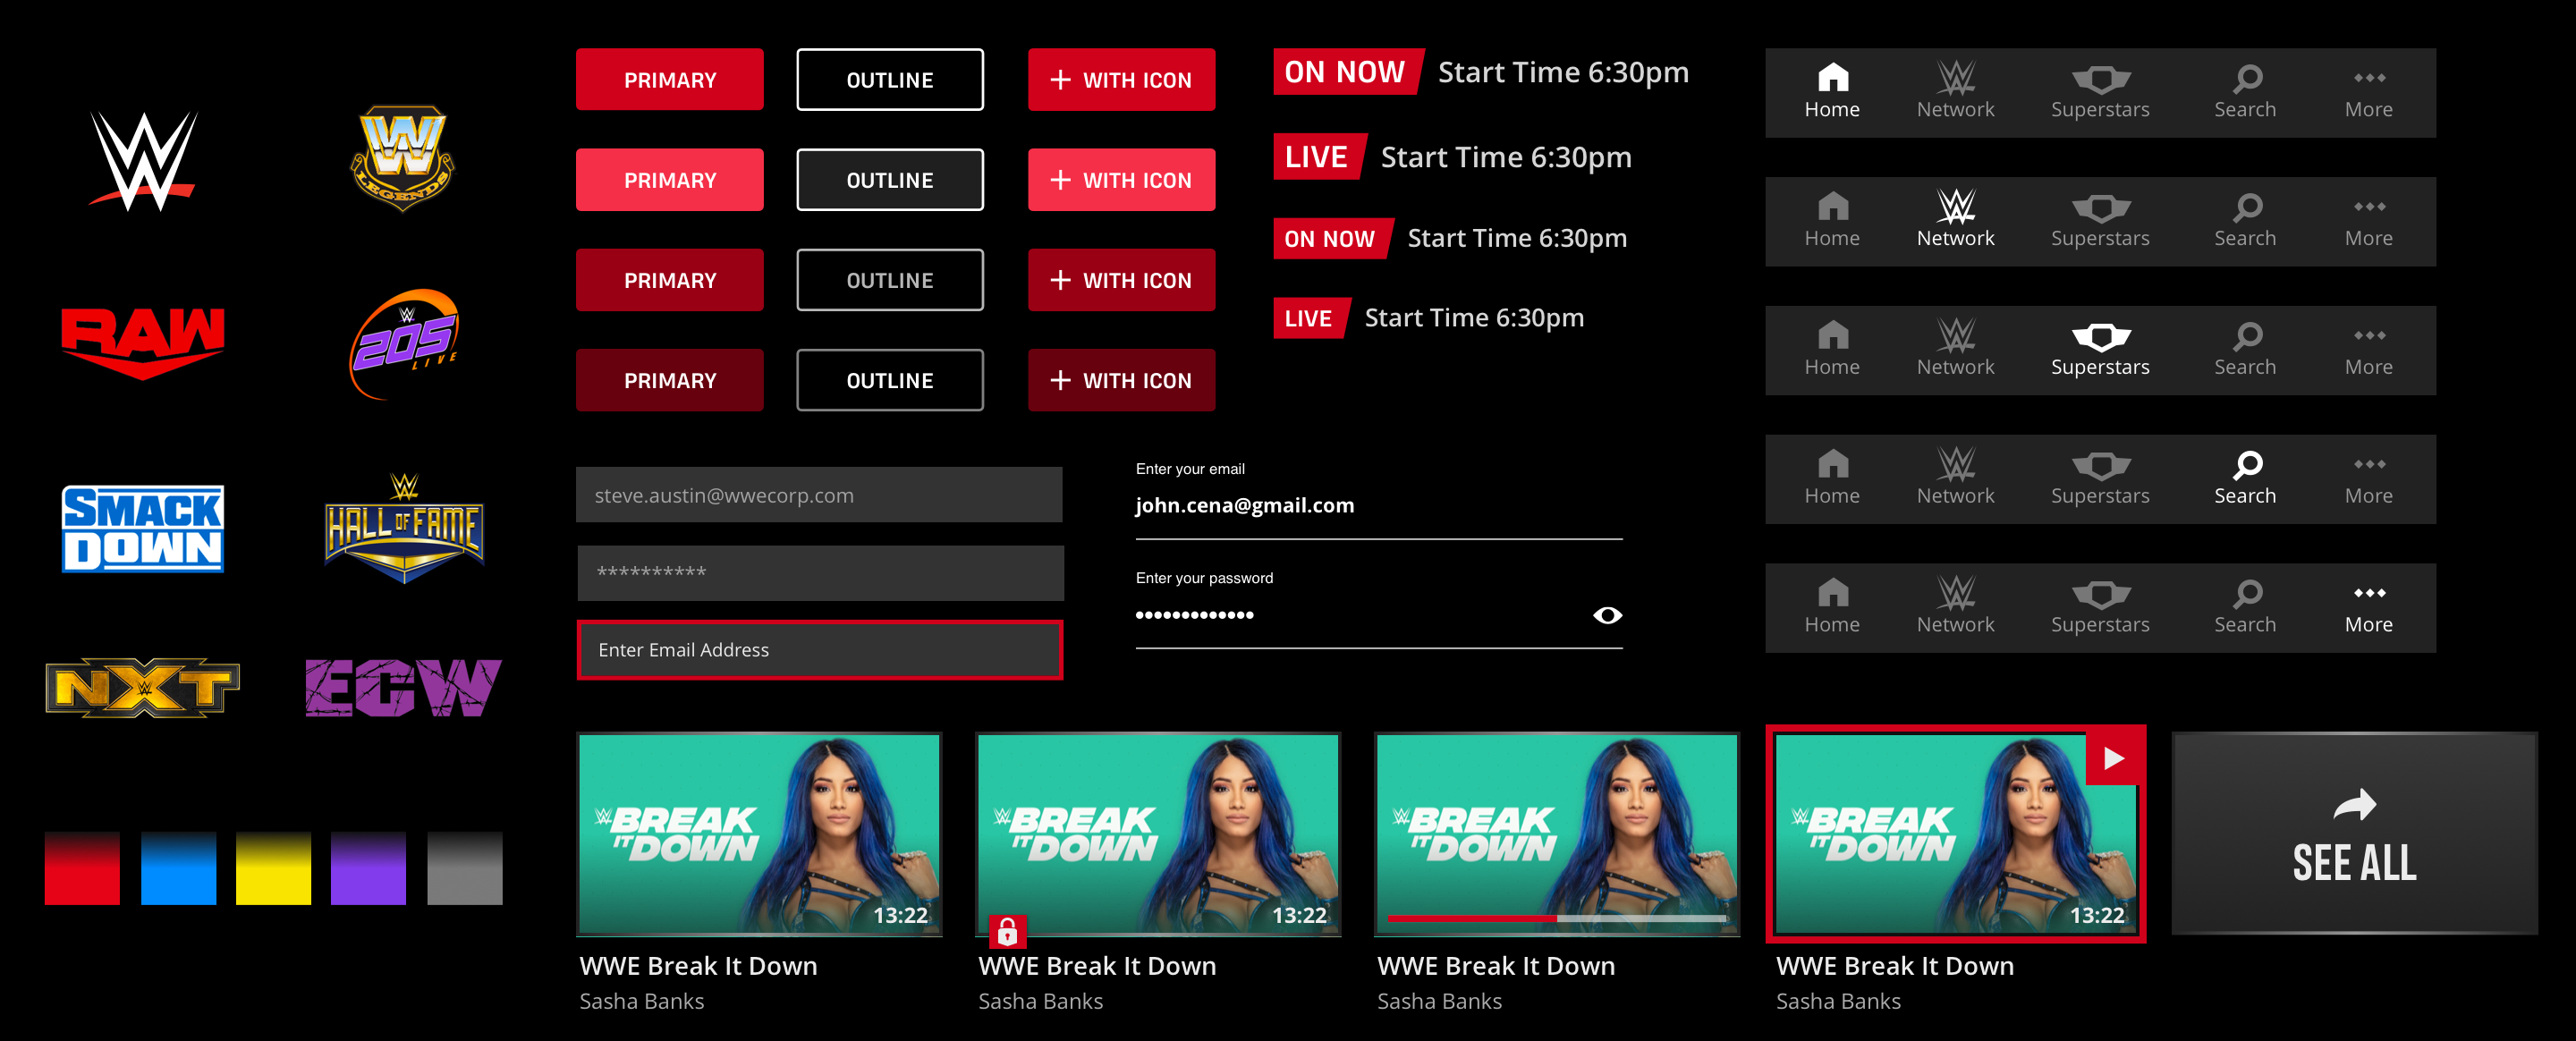 W
W
LEGENDS
RAW
205
LIVE
SMACK
DOWN
HALL OF FAME
NXT
ECW
PRIMARY
OUTLINE
WITH ICON
PRIMARY
OUTLINE
WITH ICON
PRIMARY
OUTLINE
WITH ICON
PRIMARY
OUTLINE
WITH ICON
ON NOW Start Time 6:30pm
LIVE Start Time 6:30pm
ON NOW Start Time 6:30pm
LIVE Start Time 6:30pm
Home Network Superstars Search More
Home Network Superstars Search More
Home Network Superstars Search More
Home Network Superstars Search More
Home Network Superstars Search More
steve.austin@wwecorp.com
**********
Enter Email Address
Enter your email
john.cena@gmail.com
Enter your password
•••••••••••••
BREAK
IT DOWN
13:22
WWE Break It Down
Sasha Banks
BREAK
IT DOWN
13:22
WWE Break It Down
Sasha Banks
BREAK
IT DOWN
WWE Break It Down
Sasha Banks
BREAK
IT DOWN
13:22
WWE Break It Down
Sasha Banks
SEE ALL